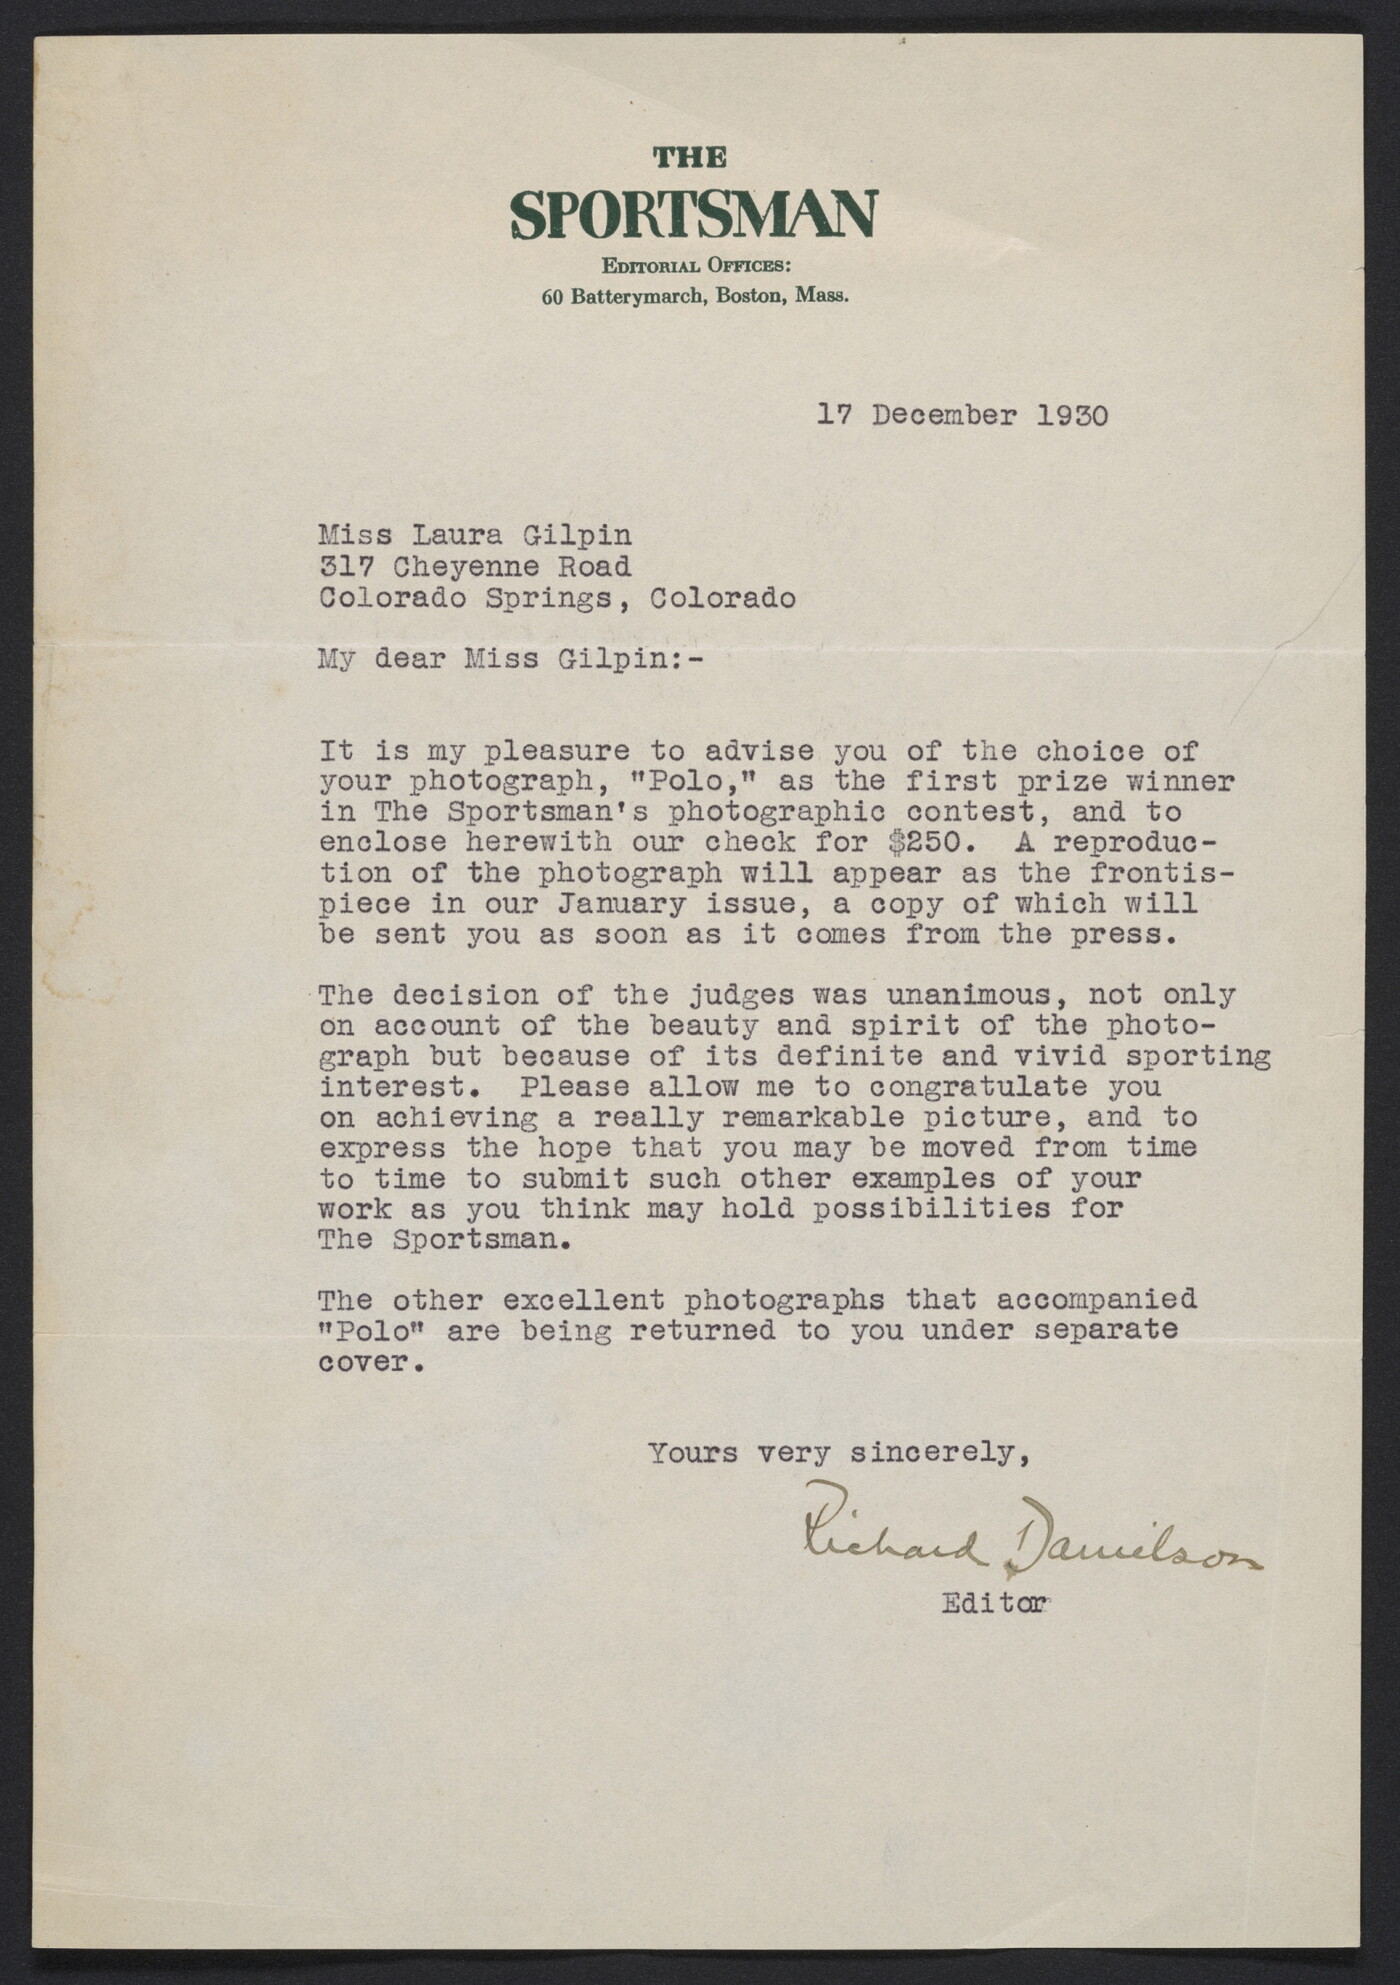 THE
SPORTSMAN
EDITORIAL OFFICES:
60 Batterymarch, Boston, Mass.
17 December 1930
Miss Laura Gilpin
317 Cheyenne Road
Colorado Springs, Colorado
My dear Miss Gilpin:-
It is my pleasure to advise you of the choice of
your photograph, "Polo," as the first prize winner
in The Sportsman's photographic contest, and to
enclose herewith our check for $250.  A reproduc-
tion of the photograph will appear as the frontis-
piece in our January issue, a copy of which will
be sent you as soon as it comes from the press.
The decision of the judges was unanimous, not only
on account of the beauty and spirit of the photo-
graph but because of its definite and vivid sporting
interest.  Please allow me to congratulate you
on achieving a really remarkable picture, and to
express the hope that you may be moved from time
to time to submit such other examples of your
work as you think may hold possibilities for
The Sportsman.
The other excellent photographs that accompanied
"Polo" are being returned to you under separate
cover.
Yours very sincerely,
Richard Danielson
Editor